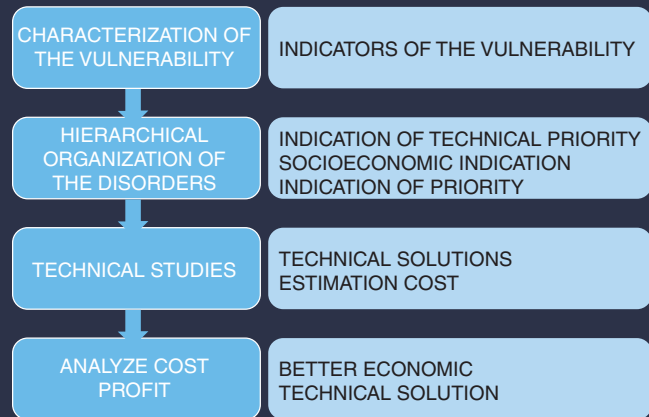 CHARACTERIZATION OF
THE VULNERABILITY
INDICATORS OF THE VULNERABILITY
HIERARCHICAL
ORGANIZATION OF
THE DISORDERS
INDICATION OF TECHNICAL PRIORITY
SOCIOECONOMIC INDICATION
INDICATION OF PRIORITY
TECHNICAL STUDIES
TECHNICAL SOLUTIONS
ESTIMATION COST
ANALYZE COST
PROFIT
BETTER ECONOMIC
TECHNICAL SOLUTION